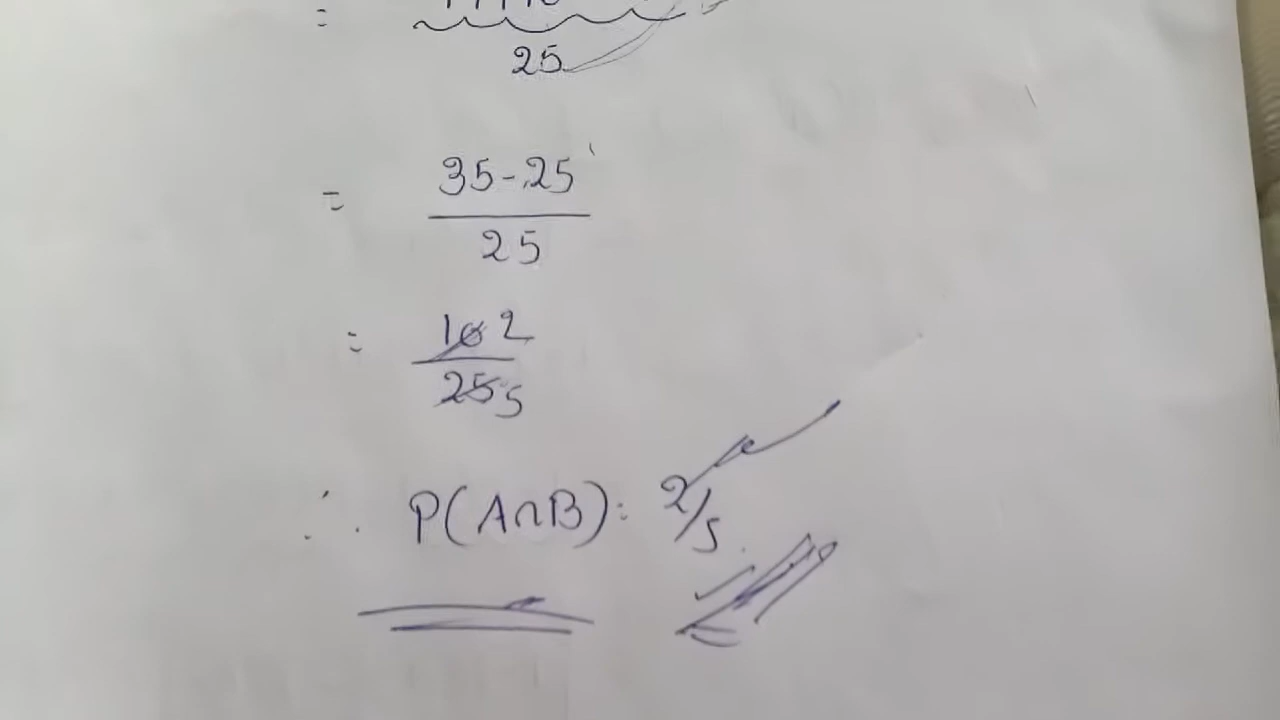 =
25
= 35-25
25
= 10 2
25 5
∴ P(A∩B): 2/5.